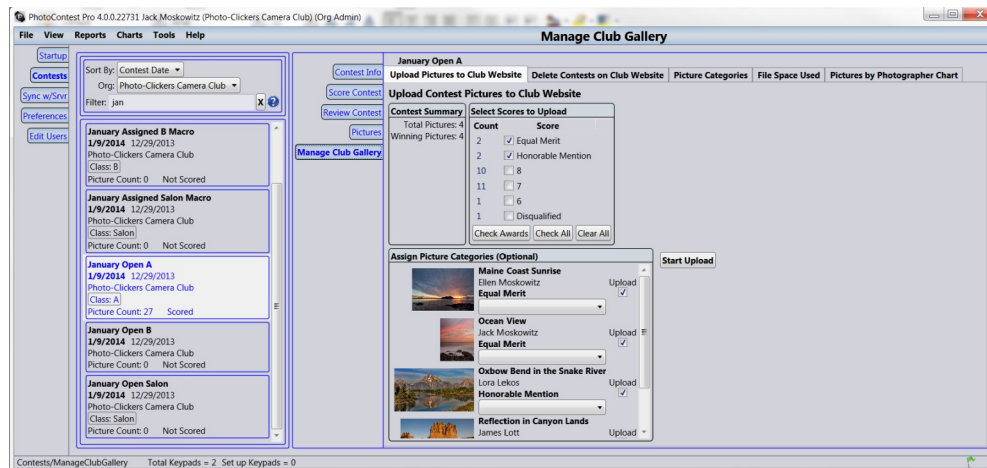 PhotoContest Pro 4.0.0.22731 Jack Moskowitz (Photo-Clickers Camera Club) (Org Admin)
File View Reports Charts Tools Help
Manage Club Gallery
Startup
Contests
Sync w/Srvr
Preferences
Edit Users
Sort By: Contest Date
Org: Photo-Clickers Camera Club
Filter: jan X ?
January Assigned B Macro
1/9/2014 12/29/2013
Photo-Clickers Camera Club
Class: B
Picture Count: 0 Not Scored
January Assigned Salon Macro
1/9/2014 12/29/2013
Photo-Clickers Camera Club
Class: Salon
Picture Count: 0 Not Scored
January Open A
1/9/2014 12/29/2013
Photo-Clickers Camera Club
Class: A
Picture Count: 27 Scored
January Open B
1/9/2014 12/29/2013
Photo-Clickers Camera Club
Picture Count: 0 Not Scored
January Open Salon
1/9/2014 12/29/2013
Photo-Clickers Camera Club
Class: Salon
Picture Count: 0 Not Scored
Contest Info
Score Contest
Review Contest
Pictures
Manage Club Gallery
January Open A
Upload Pictures to Club Website Delete Contests on Club Website Picture Categories File Space Used Pictures by Photographer Chart
Upload Contest Pictures to Club Website
Contest Summary
Total Pictures: 4
Winning Pictures: 4
Select Scores to Upload
Count Score
2 Equal Merit
2 Honorable Mention
10 8
11 7
1 6
1 Disqualified
Check Awards Check All Clear All
Assign Picture Categories (Optional)
Start Upload
Maine Coast Sunrise
Ellen Moskowitz Upload
Equal Merit
Ocean View
Jack Moskowitz Upload
Equal Merit
Oxbow Bend in the Snake River
Lora Lekos Upload
Honorable Mention
Reflection in Canyon Lands
James Lott Upload
Contests/ManageClubGallery Total Keypads = 2 Set up Keypads = 0